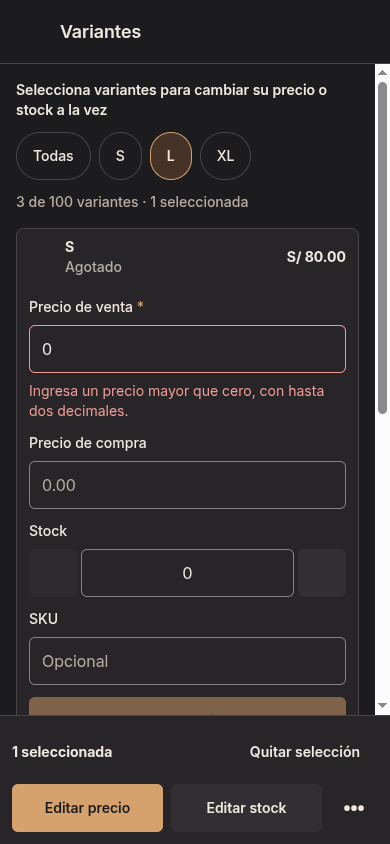 Variantes
Selecciona variantes para cambiar su precio o
stock a la vez
Todas
S
L
XL
3 de 100 variantes · 1 seleccionada
S
Agotado
S/ 80.00
Precio de venta *
0
Ingresa un precio mayor que cero, con hasta
dos decimales.
Precio de compra
0.00
Stock
0
SKU
Opcional
1 seleccionada
Quitar selección
Editar precio
Editar stock